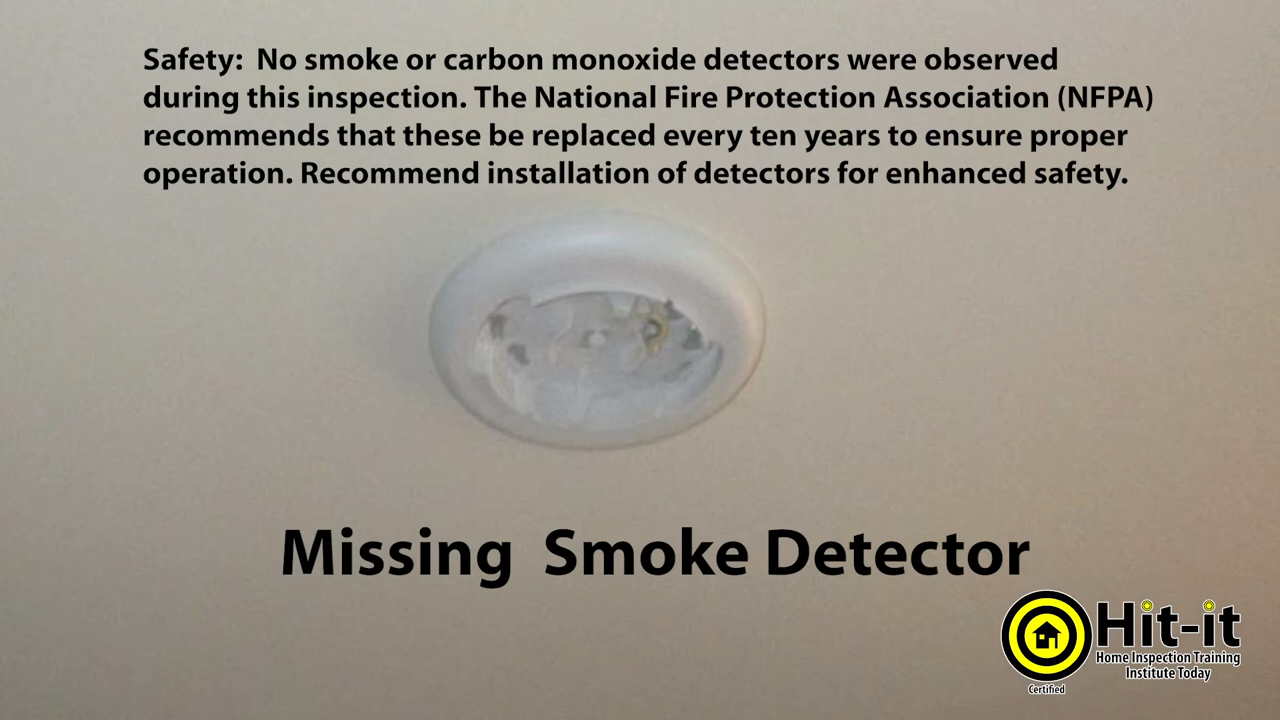 Safety:  No smoke or carbon monoxide detectors were observed
during this inspection. The National Fire Protection Association (NFPA)
recommends that these be replaced every ten years to ensure proper
operation. Recommend installation of detectors for enhanced safety.
Missing  Smoke Detector
Hit-it
Home Inspection Training
Institute Today
Certified